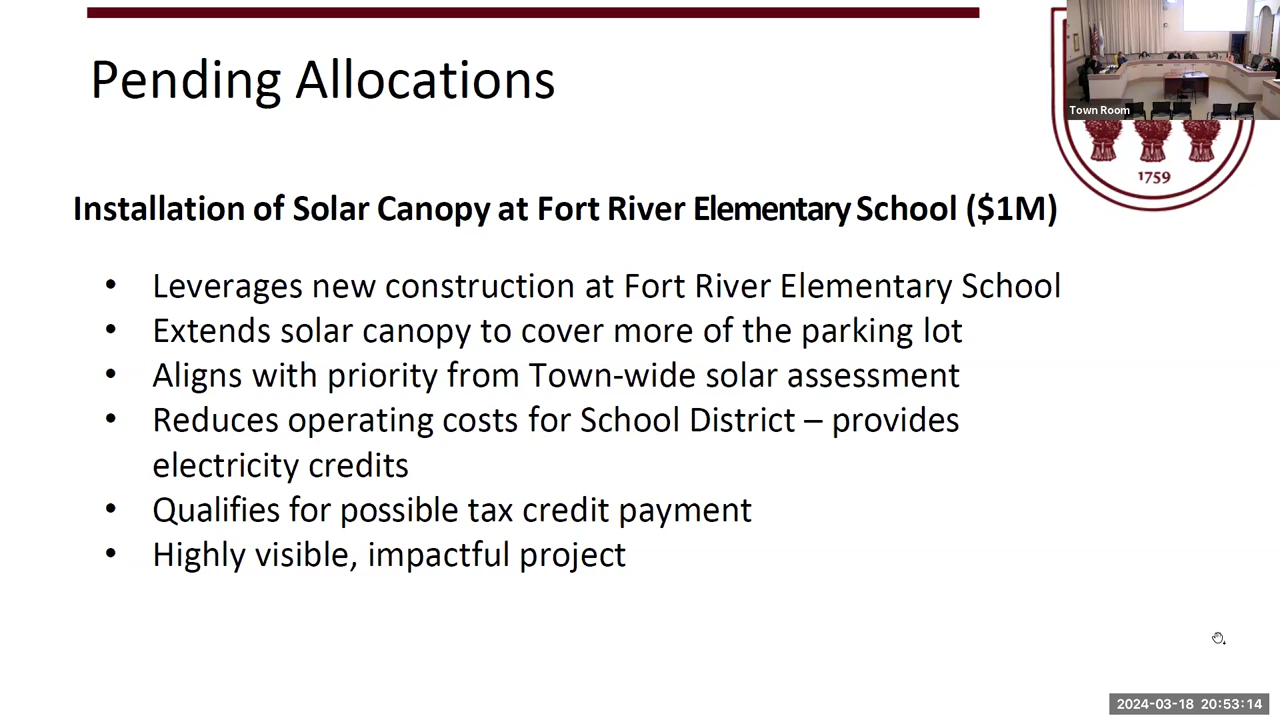 Pending Allocations
Town Room
1759
Installation of Solar Canopy at Fort River Elementary School ($1M)
• Leverages new construction at Fort River Elementary School
• Extends solar canopy to cover more of the parking lot
• Aligns with priority from Town-wide solar assessment
• Reduces operating costs for School District – provides
electricity credits
• Qualifies for possible tax credit payment
• Highly visible, impactful project
2024-03-18 20:53:14